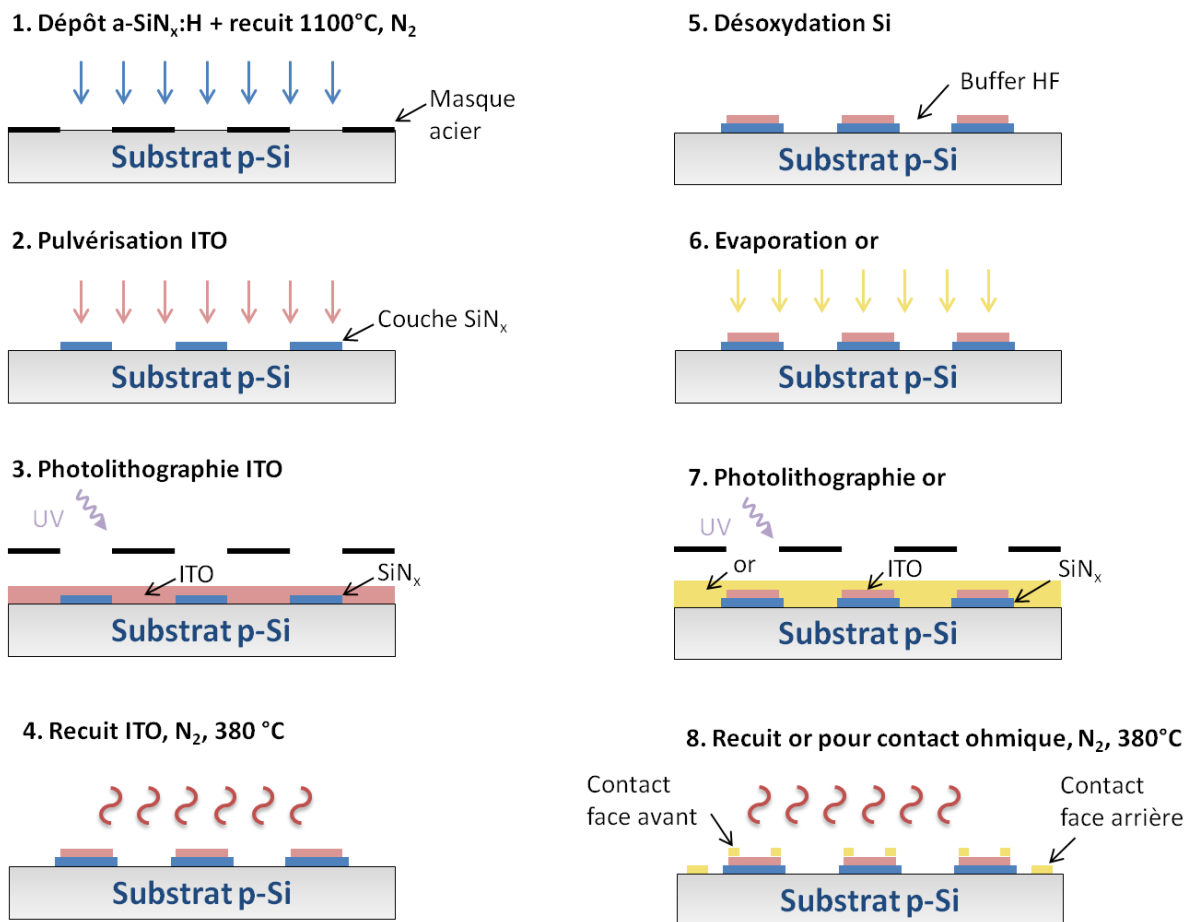 1. Dépôt a-SiNx:H + recuit 1100°C, N2
Masque
acier
Substrat p-Si
2. Pulvérisation ITO
Couche SiNx
Substrat p-Si
3. Photolithographie ITO
UV
ITO
SiNx
Substrat p-Si
4. Recuit ITO, N2, 380 °C
Substrat p-Si
5. Désoxydation Si
Buffer HF
Substrat p-Si
6. Evaporation or
Substrat p-Si
7. Photolithographie or
UV
or
ITO
SiNx
Substrat p-Si
8. Recuit or pour contact ohmique, N2, 380°C
Contact
face avant
Contact
face arrière
Substrat p-Si